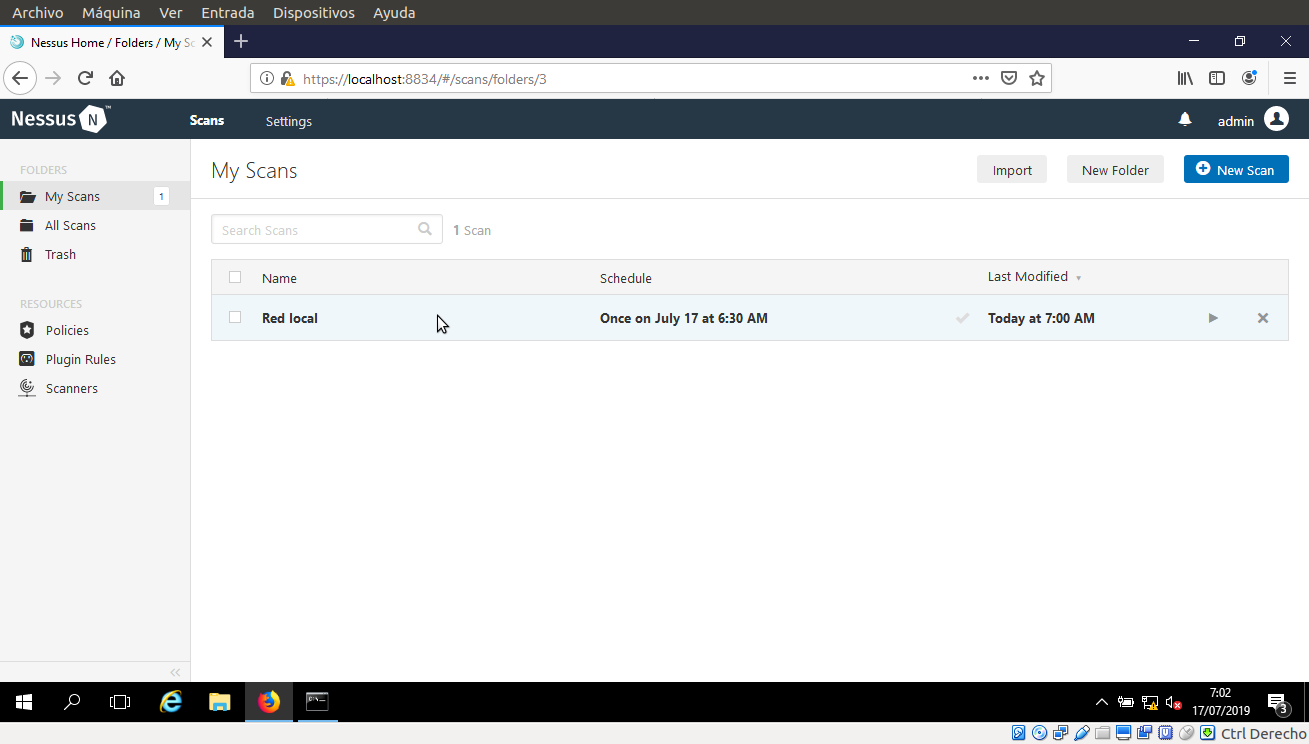 Archivo Máquina Ver Entrada Dispositivos Ayuda
Nessus Home / Folders / My Sc
https://localhost:8834/#/scans/folders/3
Nessus N ™ Scans Settings admin
FOLDERS
My Scans 1
All Scans
Trash
RESOURCES
Policies
Plugin Rules
Scanners
My Scans Import New Folder New Scan
Search Scans 1 Scan
Name Schedule Last Modified
Red local Once on July 17 at 6:30 AM Today at 7:00 AM
7:02
17/07/2019 3
Ctrl Derecho